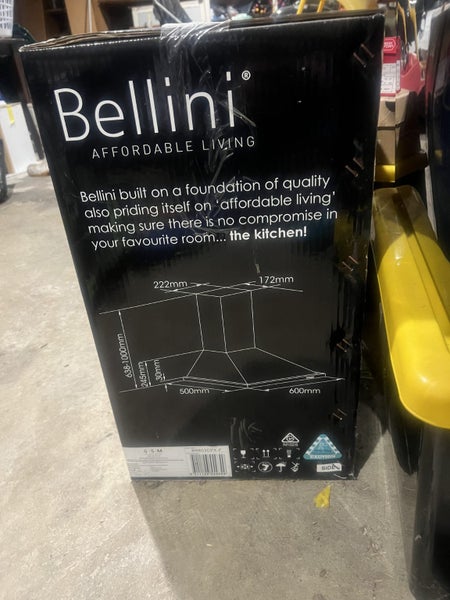 Bellini®
AFFORDABLE LIVING
Bellini built on a foundation of quality
also priding itself on 'affordable living'
making sure there is no compromise in
your favourite room... the kitchen!
222mm
172mm
638-1000mm
245mm
30mm
500mm
600mm